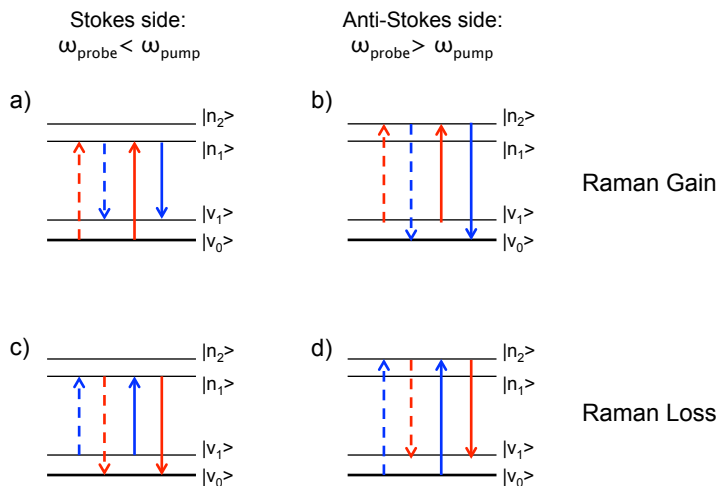 Stokes side:
ω_probe < ω_pump
Anti-Stokes side:
ω_probe > ω_pump
a)
|n₂>
|n₁>
|v₁>
|v₀>
b)
|n₂>
|n₁>
|v₁>
|v₀>
Raman Gain
c)
|n₂>
|n₁>
|v₁>
|v₀>
d)
|n₂>
|n₁>
|v₁>
|v₀>
Raman Loss